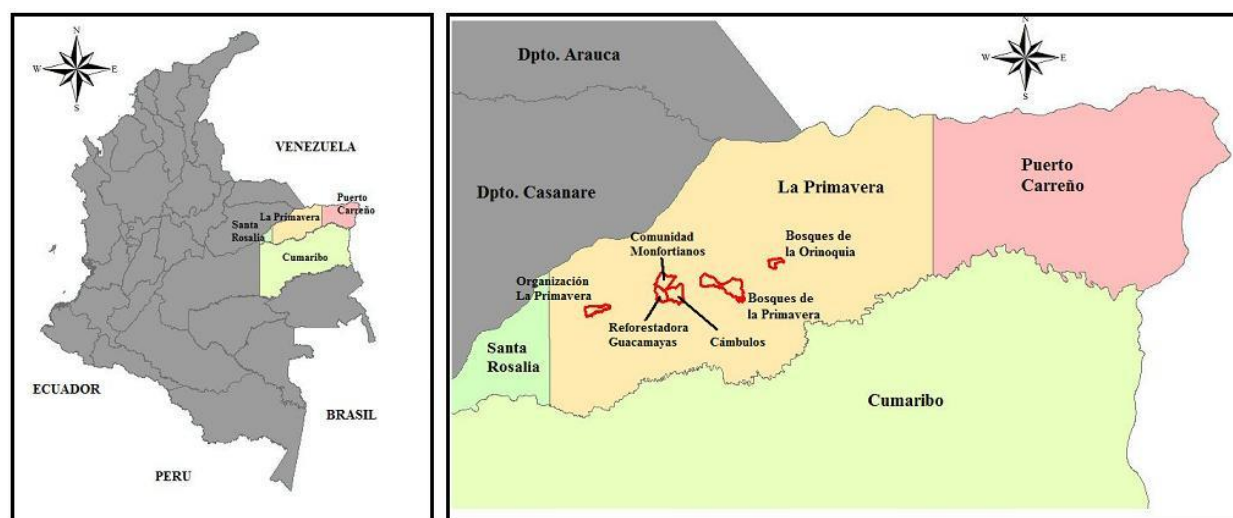 N
W
E
S
VENEZUELA
Puerto
Carreño
La Primavera
Santa
Rosalia
Cumaribo
ECUADOR
BRASIL
PERU
N
W
E
S
Dpto. Arauca
Dpto. Casanare
La Primavera
Puerto
Carreño
Comunidad
Monfortianos
Bosques de
la Orinoquia
Organización
La Primavera
Bosques de
la Primavera
Reforestadora
Guacamayas
Cámbulos
Santa
Rosalía
Cumaribo